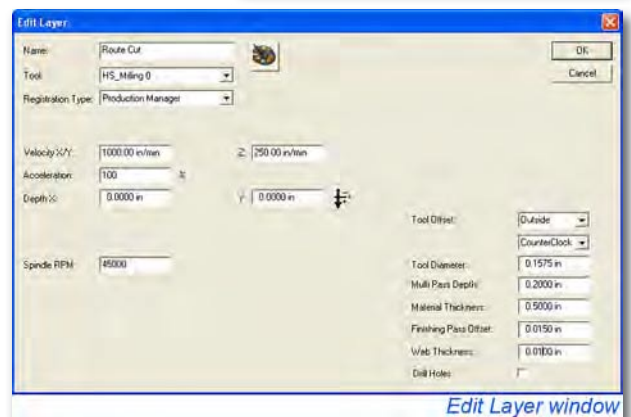 Edit Layer
Name: Route Cut OK
Tool: HS_Milling 0 Cancel
Registration Type: Production Manager
Velocity X/Y: 1000.00 in/min Z: 250.00 in/min
Acceleration: 100 %
Depth X: 0.0000 in Y: 0.0000 in
Tool Offset: Outside
CounterClock
Spindle RPM: 45000 Tool Diameter: 0.1575 in
Multi Pass Depth: 0.2000 in
Material Thickness: 0.5000 in
Finishing Pass Offset: 0.0150 in
Web Thickness: 0.0100 in
Drill Holes
Edit Layer window